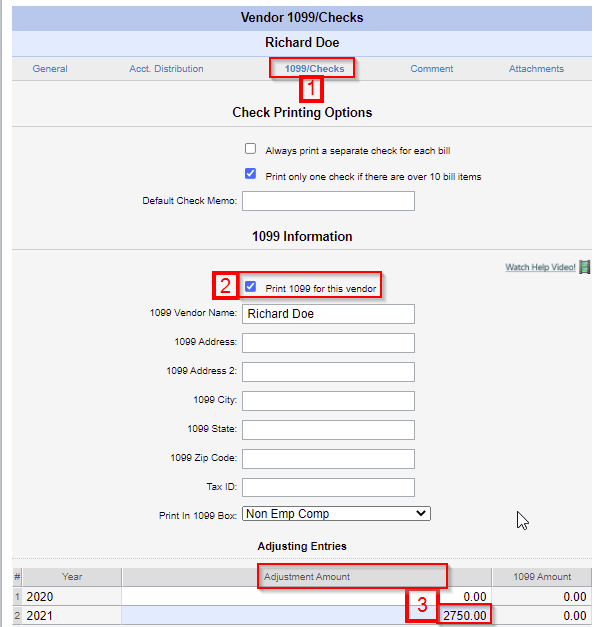 Vendor 1099/Checks
Richard Doe
General Acct. Distribution 1099/Checks Comment Attachments
1
Check Printing Options
Always print a separate check for each bill
Print only one check if there are over 10 bill items
Default Check Memo:
1099 Information
Watch Help Video!
2 Print 1099 for this vendor
1099 Vendor Name: Richard Doe
1099 Address:
1099 Address 2:
1099 City:
1099 State:
1099 Zip Code:
Tax ID:
Print In 1099 Box: Non Emp Comp
Adjusting Entries
# Year Adjustment Amount 1099 Amount
1 2020 0.00 0.00
2 2021 3 2750.00 0.00